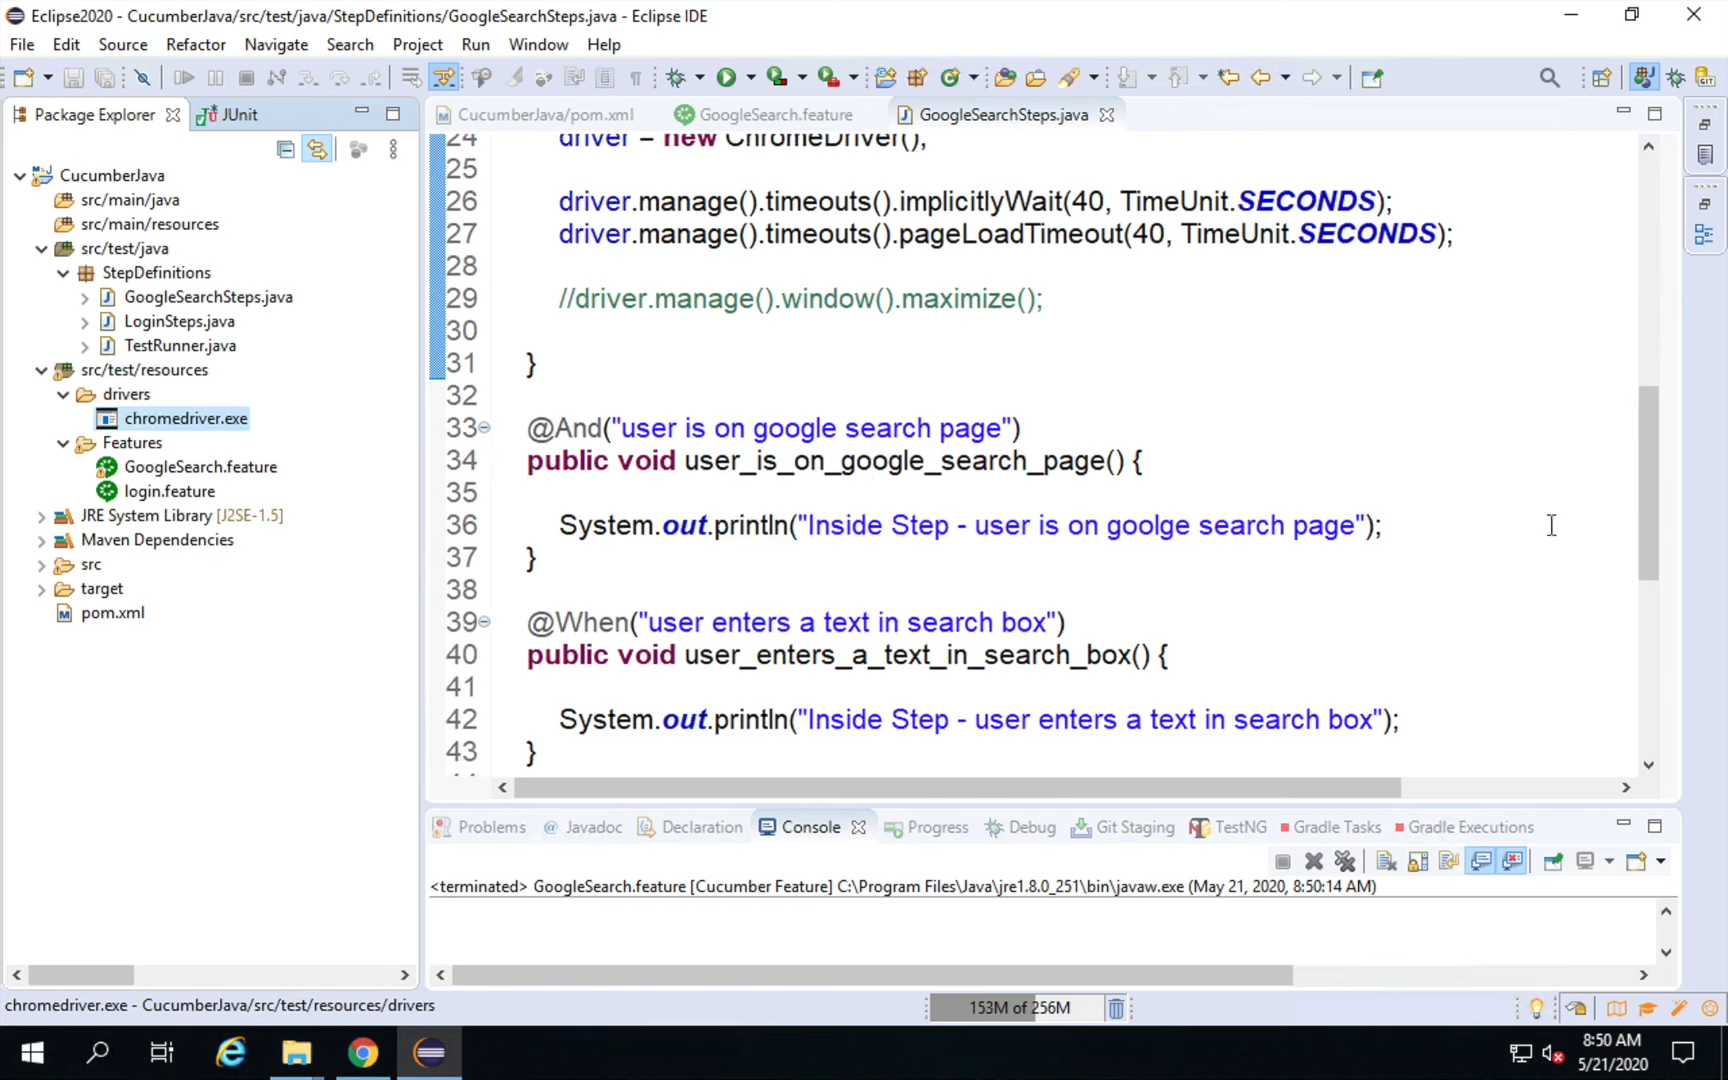 Eclipse2020 - CucumberJava/src/test/java/StepDefinitions/GoogleSearchSteps.java - Eclipse IDE
File Edit Source Refactor Navigate Search Project Run Window Help
Package Explorer JUnit
CucumberJava/pom.xml GoogleSearch.feature GoogleSearchSteps.java
CucumberJava
src/main/java
src/main/resources
src/test/java
StepDefinitions
GoogleSearchSteps.java
LoginSteps.java
TestRunner.java
src/test/resources
drivers
chromedriver.exe
Features
GoogleSearch.feature
login.feature
JRE System Library [J2SE-1.5]
Maven Dependencies
src
target
pom.xml
24 driver = new ChromeDriver();
25
26 driver.manage().timeouts().implicitlyWait(40, TimeUnit.SECONDS);
27 driver.manage().timeouts().pageLoadTimeout(40, TimeUnit.SECONDS);
28
29 //driver.manage().window().maximize();
30
31 }
32
33 @And("user is on google search page")
34 public void user_is_on_google_search_page() {
35
36 System.out.println("Inside Step - user is on goolge search page");
37 }
38
39 @When("user enters a text in search box")
40 public void user_enters_a_text_in_search_box() {
41
42 System.out.println("Inside Step - user enters a text in search box");
43 }
Problems Javadoc Declaration Console Progress Debug Git Staging TestNG Gradle Tasks Gradle Executions
<terminated> GoogleSearch.feature [Cucumber Feature] C:\Program Files\Java\jre1.8.0_251\bin\javaw.exe (May 21, 2020, 8:50:14 AM)
chromedriver.exe - CucumberJava/src/test/resources/drivers
153M of 256M
8:50 AM
5/21/2020